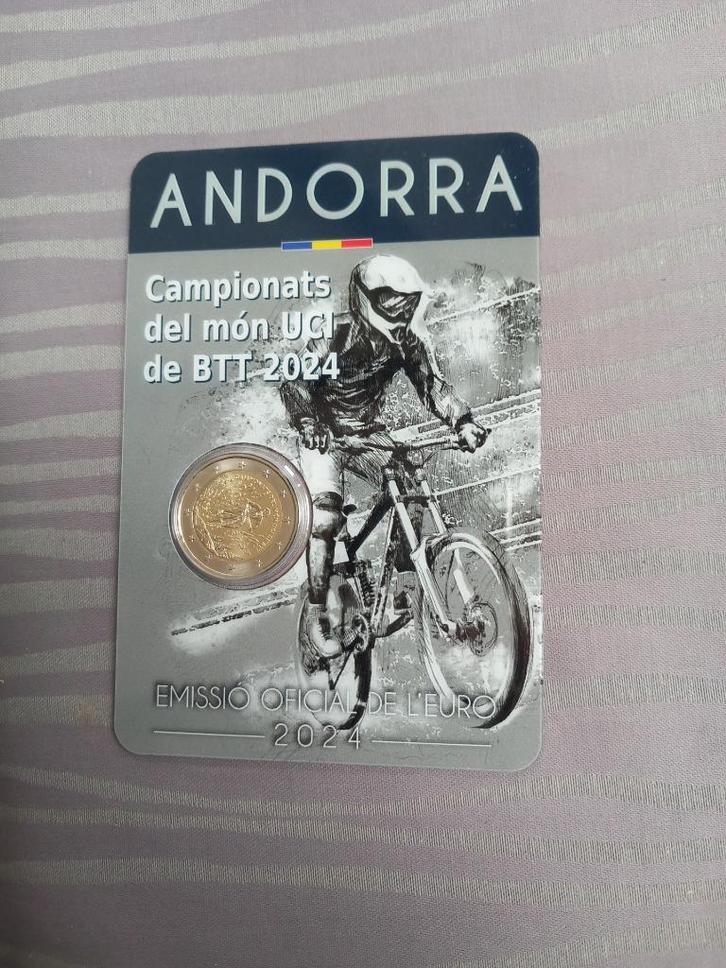 ANDORRA
Campionats
del món UCI
de BTT 2024
EMISSIÓ OFICIAL DE L'EURO
2024